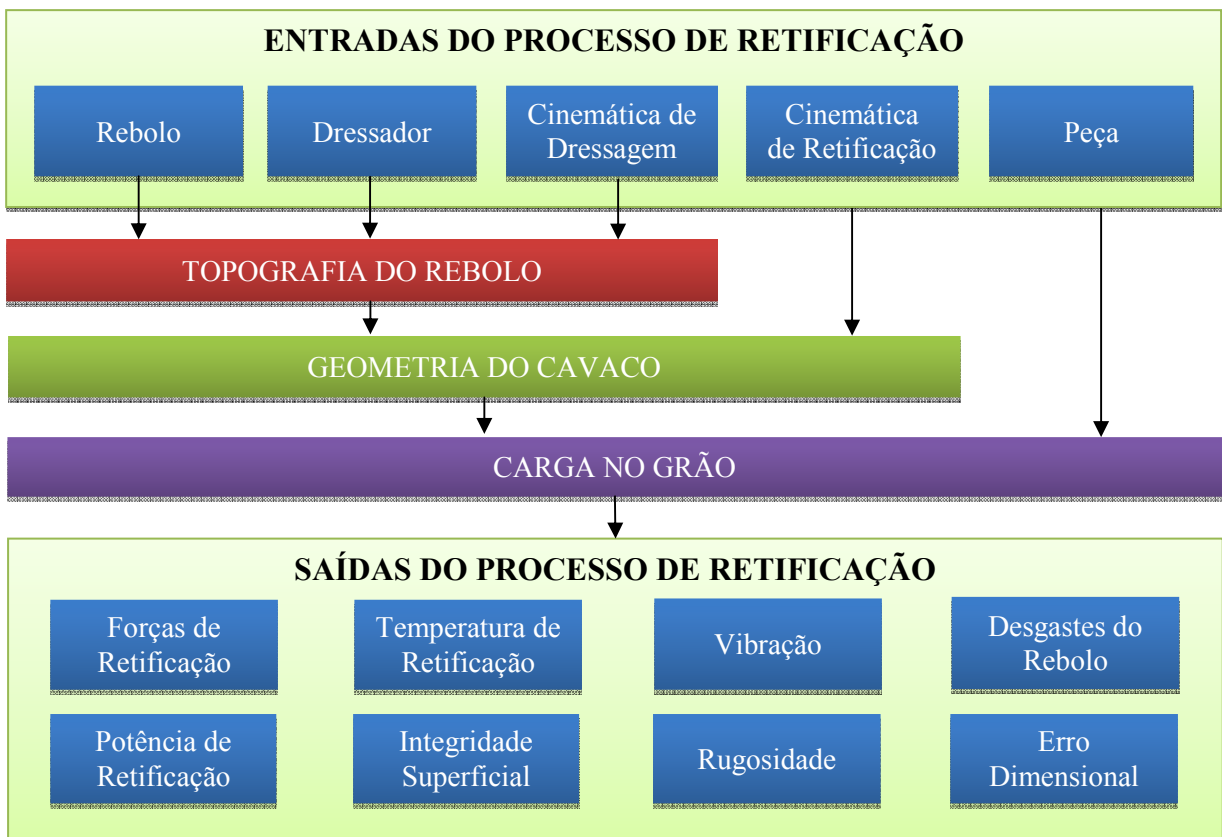 ENTRADAS DO PROCESSO DE RETIFICAÇÃO
Rebolo
Dressador
Cinemática de
Dressagem
Cinemática
de Retificação
Peça
TOPOGRAFIA DO REBOLO
GEOMETRIA DO CAVACO
CARGA NO GRÃO
SAÍDAS DO PROCESSO DE RETIFICAÇÃO
Forças de
Retificação
Temperatura de
Retificação
Vibração
Desgastes do
Rebolo
Potência de
Retificação
Integridade
Superficial
Rugosidade
Erro
Dimensional